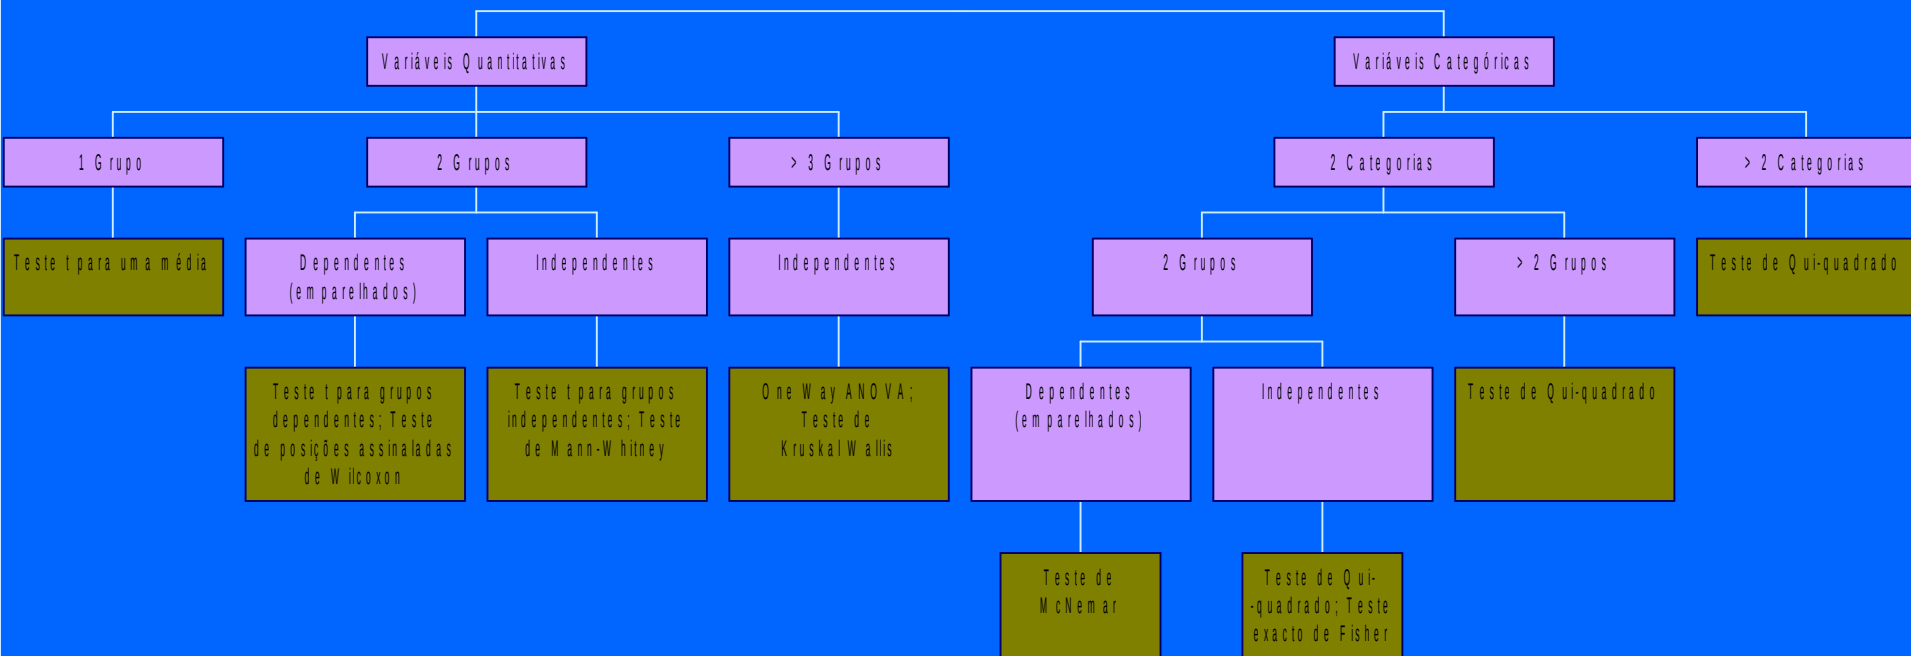 Variáveis Quantitativas
Variáveis Categóricas
1 Grupo
2 Grupos
> 3 Grupos
2 Categorias
> 2 Categorias
Teste t para uma média
Dependentes
(emparelhados)
Independentes
Independentes
2 Grupos
> 2 Grupos
Teste de Qui-quadrado
Teste t para grupos
dependentes; Teste
de posições assinaladas
de Wilcoxon
Teste t para grupos
independentes; Teste
de Mann-Whitney
One Way ANOVA;
Teste de
Kruskal Wallis
Dependentes
(emparelhados)
Independentes
Teste de Qui-quadrado
Teste de
McNemar
Teste de Qui-
-quadrado; Teste
exacto de Fisher